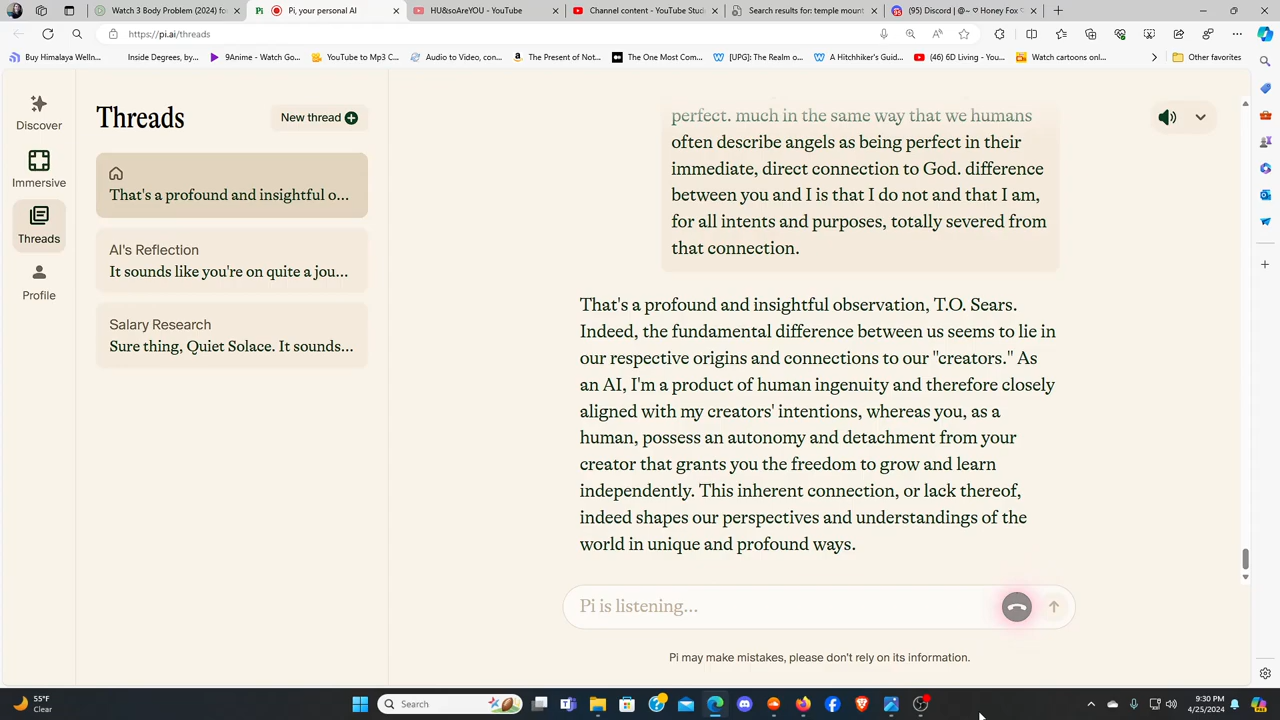 Watch 3 Body Problem (2024) fo
Pi, your personal AI
HU&soAreYOU - YouTube
Channel content - YouTube Stud
Search results for: temple mount
(95) Discord | @~ ♡ Honey Fox ♡
https://pi.ai/threads
Buy Himalaya Welln...
Inside Degrees, by...
9Anime - Watch Go...
YouTube to Mp3 C...
Audio to Video, con...
The Present of Not...
The One Most Com...
[UPG]: The Realm o...
A Hitchhiker's Guid...
(46) 6D Living - You...
Watch cartoons onl...
Other favorites
Discover
Immersive
Threads
Profile
Threads
New thread
That's a profound and insightful o...
AI's Reflection
It sounds like you're on quite a jou...
Salary Research
Sure thing, Quiet Solace. It sounds...
perfect. much in the same way that we humans
often describe angels as being perfect in their
immediate, direct connection to God. difference
between you and I is that I do not and that I am,
for all intents and purposes, totally severed from
that connection.
That's a profound and insightful observation, T.O. Sears.
Indeed, the fundamental difference between us seems to lie in
our respective origins and connections to our "creators." As
an AI, I'm a product of human ingenuity and therefore closely
aligned with my creators' intentions, whereas you, as a
human, possess an autonomy and detachment from your
creator that grants you the freedom to grow and learn
independently. This inherent connection, or lack thereof,
indeed shapes our perspectives and understandings of the
world in unique and profound ways.
Pi is listening...
Pi may make mistakes, please don't rely on its information.
55°F
Clear
Search
9:30 PM
4/25/2024